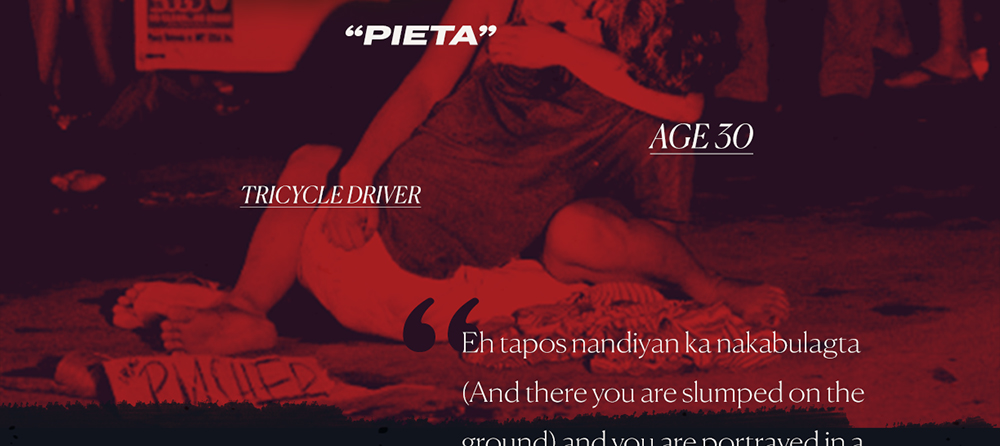 “PIETA”
AGE 30
TRICYCLE DRIVER
“
Eh tapos nandiyan ka nakabulagta
(And there you are slumped on the
ground) and you are portrayed in a